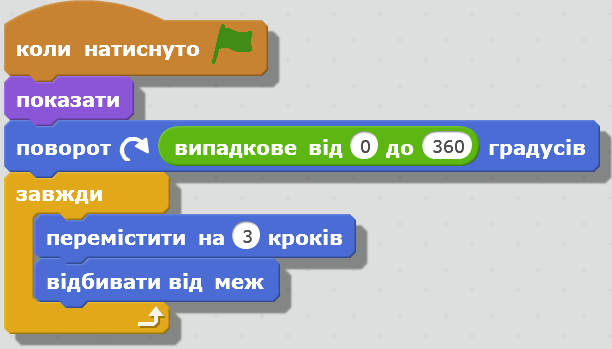 коли натиснуто
показати
поворот випадкове від 0 до 360 градусів
завжди
перемістити на 3 кроків
відбивати від меж